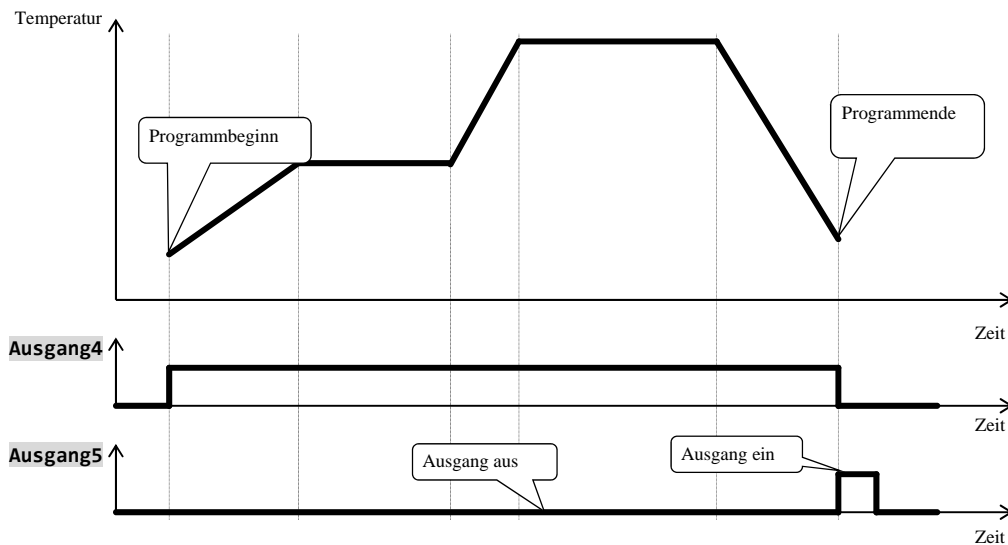 Temperatur
Programmbeginn
Programmende
Zeit
Ausgang4
Zeit
Ausgang5
Ausgang aus
Ausgang ein
Zeit